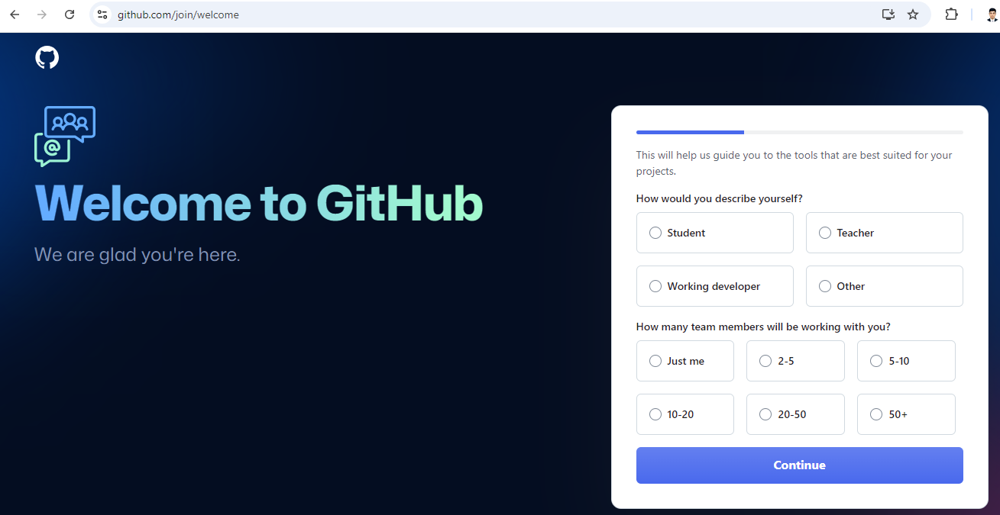 github.com/join/welcome
@
Welcome to GitHub
We are glad you're here.
This will help us guide you to the tools that are best suited for your
projects.
How would you describe yourself?
Student
Teacher
Working developer
Other
How many team members will be working with you?
Just me
2-5
5-10
10-20
20-50
50+
Continue